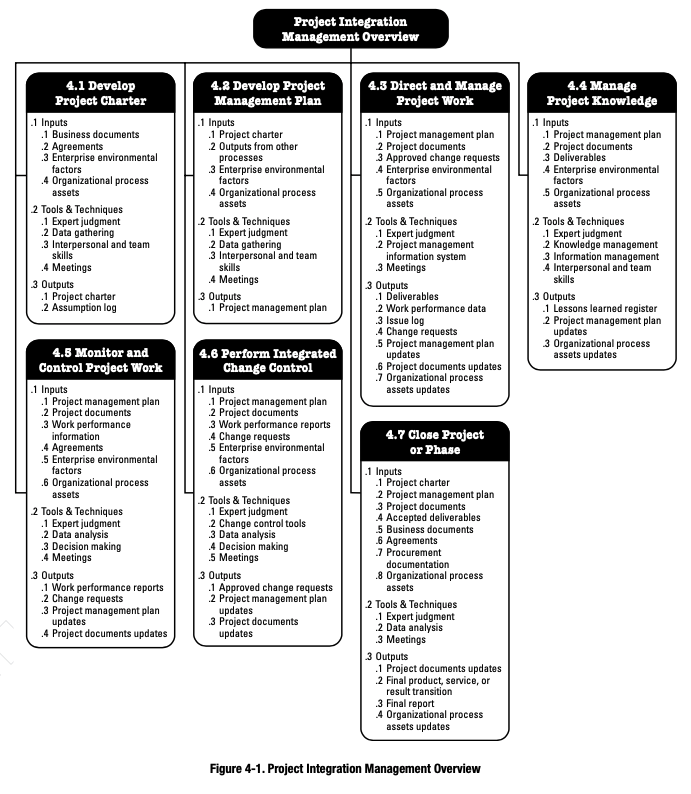 Project Integration
Management Overview
4.1 Develop
Project Charter
.1 Inputs
.1 Business documents
.2 Agreements
.3 Enterprise environmental
factors
.4 Organizational process
assets
.2 Tools & Techniques
.1 Expert judgment
.2 Data gathering
.3 Interpersonal and team
skills
.4 Meetings
.3 Outputs
.1 Project charter
.2 Assumption log
4.2 Develop Project
Management Plan
.1 Inputs
.1 Project charter
.2 Outputs from other
processes
.3 Enterprise environmental
factors
.4 Organizational process
assets
.2 Tools & Techniques
.1 Expert judgment
.2 Data gathering
.3 Interpersonal and team
skills
.4 Meetings
.3 Outputs
.1 Project management plan
4.3 Direct and Manage
Project Work
.1 Inputs
.1 Project management plan
.2 Project documents
.3 Approved change requests
.4 Enterprise environmental
factors
.5 Organizational process
assets
.2 Tools & Techniques
.1 Expert judgment
.2 Project management
information system
.3 Meetings
.3 Outputs
.1 Deliverables
.2 Work performance data
.3 Issue log
.4 Change requests
.5 Project management plan
updates
.6 Project documents updates
.7 Organizational process
assets updates
4.4 Manage
Project Knowledge
.1 Inputs
.1 Project management plan
.2 Project documents
.3 Deliverables
.4 Enterprise environmental
factors
.5 Organizational process
assets
.2 Tools & Techniques
.1 Expert judgment
.2 Knowledge management
.3 Information management
.4 Interpersonal and team
skills
.3 Outputs
.1 Lessons learned register
.2 Project management plan
updates
.3 Organizational process
assets updates
4.5 Monitor and
Control Project Work
.1 Inputs
.1 Project management plan
.2 Project documents
.3 Work performance
information
.4 Agreements
.5 Enterprise environmental
factors
.6 Organizational process
assets
.2 Tools & Techniques
.1 Expert judgment
.2 Data analysis
.3 Decision making
.4 Meetings
.3 Outputs
.1 Work performance reports
.2 Change requests
.3 Project management plan
updates
.4 Project documents updates
4.6 Perform Integrated
Change Control
.1 Inputs
.1 Project management plan
.2 Project documents
.3 Work performance reports
.4 Change requests
.5 Enterprise environmental
factors
.6 Organizational process
assets
.2 Tools & Techniques
.1 Expert judgment
.2 Change control tools
.3 Data analysis
.4 Decision making
.5 Meetings
.3 Outputs
.1 Approved change requests
.2 Project management plan
updates
.3 Project documents
updates
4.7 Close Project
or Phase
.1 Inputs
.1 Project charter
.2 Project management plan
.3 Project documents
.4 Accepted deliverables
.5 Business documents
.6 Agreements
.7 Procurement
documentation
.8 Organizational process
assets
.2 Tools & Techniques
.1 Expert judgment
.2 Data analysis
.3 Meetings
.3 Outputs
.1 Project documents updates
.2 Final product, service, or
result transition
.3 Final report
.4 Organizational process
assets updates
Figure 4-1. Project Integration Management Overview